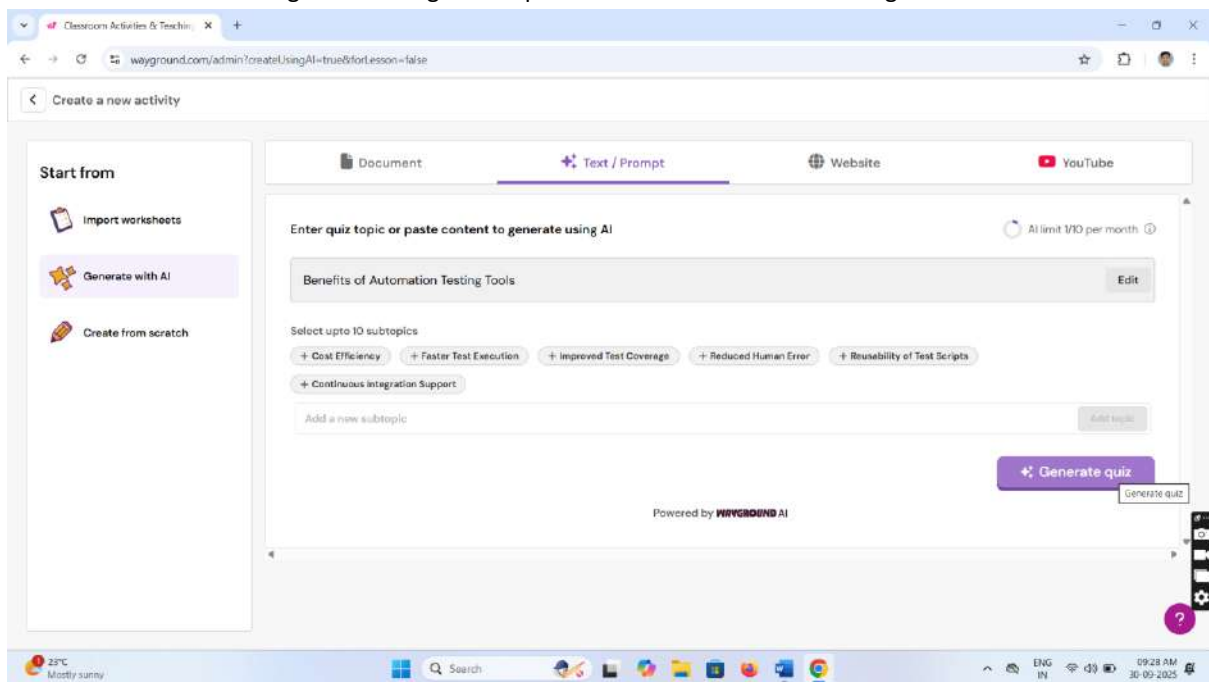 Classroom Activities & Teachin
wayground.com/admin?createUsingAI=true&forLesson=false
Create a new activity
Start from
Import worksheets
Generate with AI
Create from scratch
Document
Text / Prompt
Website
YouTube
Enter quiz topic or paste content to generate using AI
AI limit 1/10 per month
Benefits of Automation Testing Tools
Edit
Select upto 10 subtopics
+ Cost Efficiency + Faster Test Execution + Improved Test Coverage + Reduced Human Error + Reusability of Test Scripts
+ Continuous Integration Support
Add a new subtopic
Add topic
Generate quiz
Generate quiz
Powered by WAYGROUND AI
?
23°C
Mostly sunny
Search
ENG
IN
09:28 AM
30-09-2025